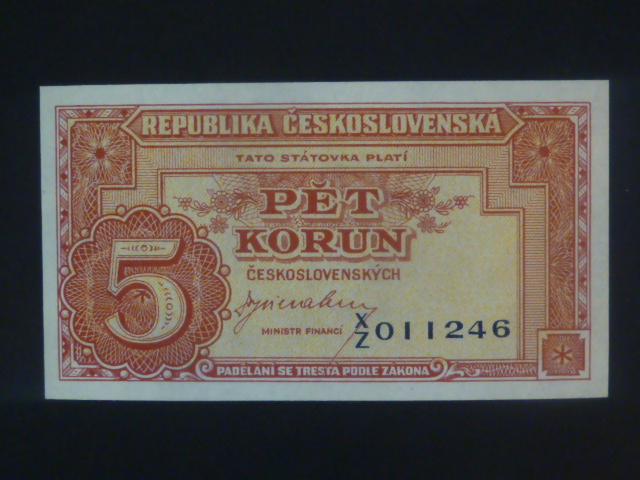 REPUBLIKA ČESKOSLOVENSKÁ
TATO STÁTOVKA PLATÍ
PĚT
KORUN
ČESKOSLOVENSKÝCH
5
MINISTR FINANCÍ
X/Z 011246
PADĚLÁNÍ SE TRESTÁ PODLE ZÁKONA